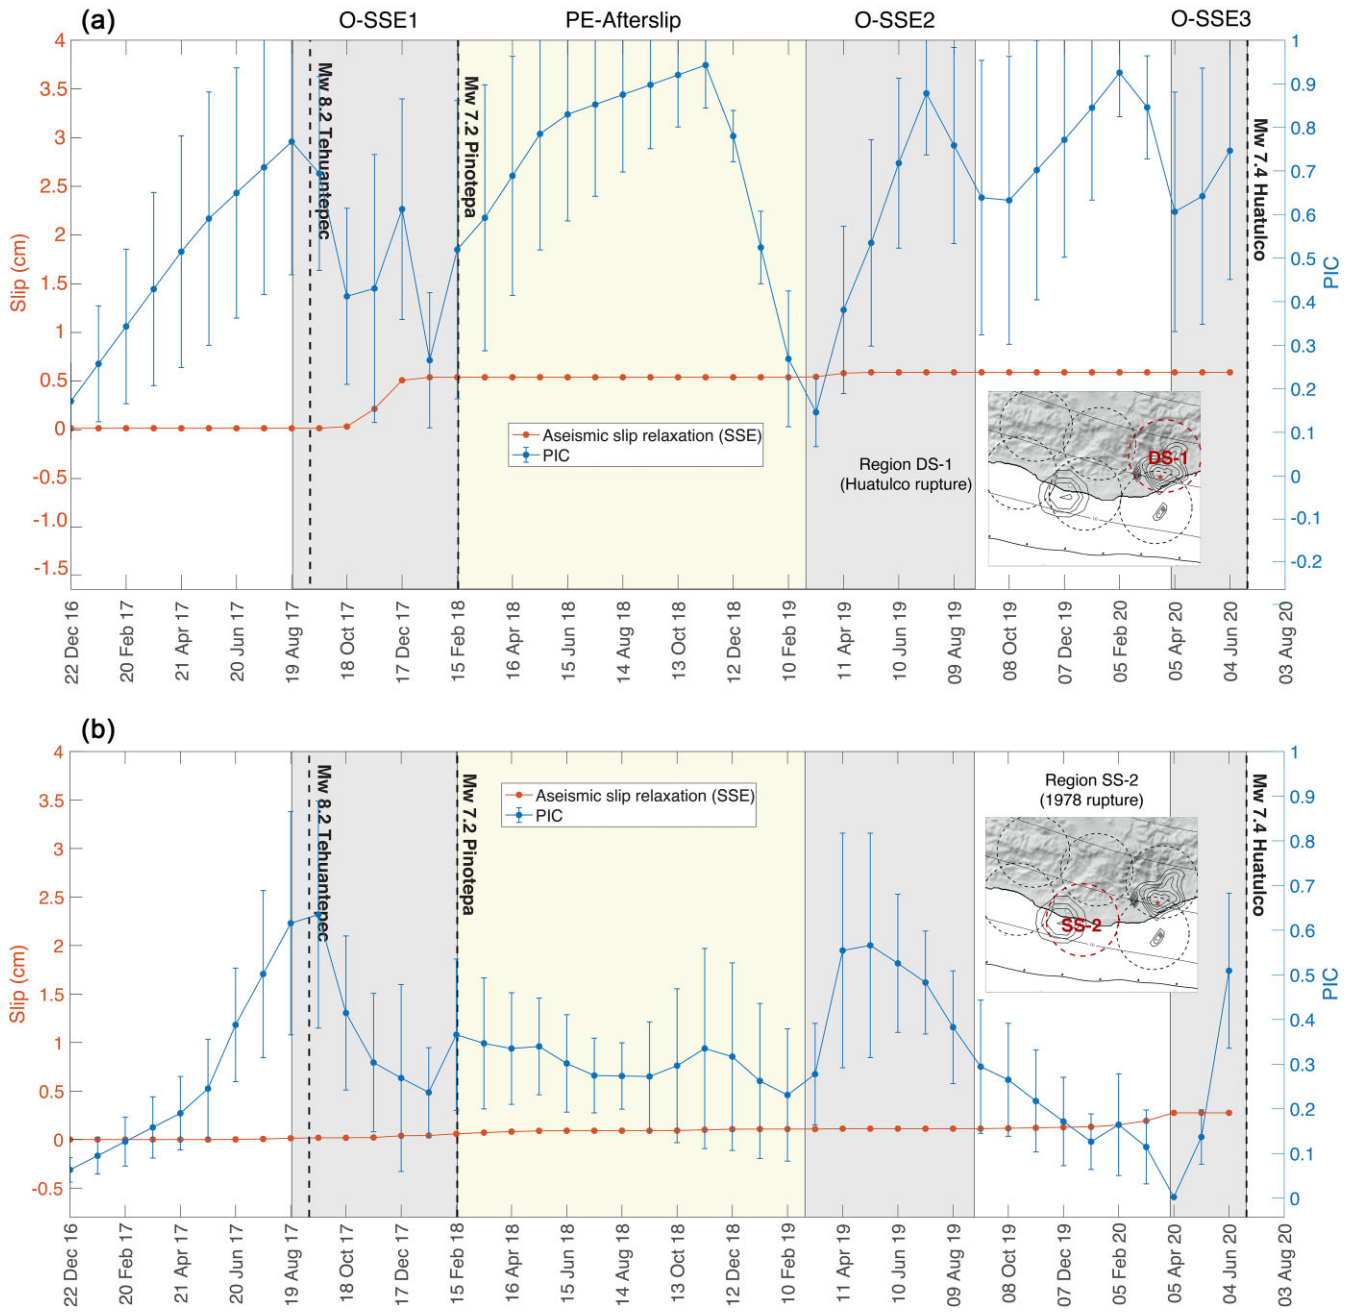 (a)
O-SSE1
PE-Afterslip
O-SSE2
O-SSE3
4
3.5
3
2.5
2
1.5
1
0.5
0
-0.5
-1.0
-1.5
Slip (cm)
1
0.9
0.8
0.7
0.6
0.5
0.4
0.3
0.2
0.1
0
-0.1
-0.2
PIC
Mw 8.2 Tehuantepec
Mw 7.2 Pinotepa
Mw 7.4 Huatulco
Aseismic slip relaxation (SSE)
PIC
Region DS-1
(Huatulco rupture)
DS-1
22 Dec 16
20 Feb 17
21 Apr 17
20 Jun 17
19 Aug 17
18 Oct 17
17 Dec 17
15 Feb 18
16 Apr 18
15 Jun 18
14 Aug 18
13 Oct 18
12 Dec 18
10 Feb 19
11 Apr 19
10 Jun 19
09 Aug 19
08 Oct 19
07 Dec 19
05 Feb 20
05 Apr 20
04 Jun 20
03 Aug 20
(b)
4
3.5
3
2.5
2
1.5
1
0.5
0
-0.5
Slip (cm)
1
0.9
0.8
0.7
0.6
0.5
0.4
0.3
0.2
0.1
0
PIC
Mw 8.2 Tehuantepec
Mw 7.2 Pinotepa
Mw 7.4 Huatulco
Aseismic slip relaxation (SSE)
PIC
Region SS-2
(1978 rupture)
SS-2
22 Dec 16
20 Feb 17
21 Apr 17
20 Jun 17
19 Aug 17
18 Oct 17
17 Dec 17
15 Feb 18
16 Apr 18
15 Jun 18
14 Aug 18
13 Oct 18
12 Dec 18
10 Feb 19
11 Apr 19
10 Jun 19
09 Aug 19
08 Oct 19
07 Dec 19
05 Feb 20
05 Apr 20
04 Jun 20
03 Aug 20